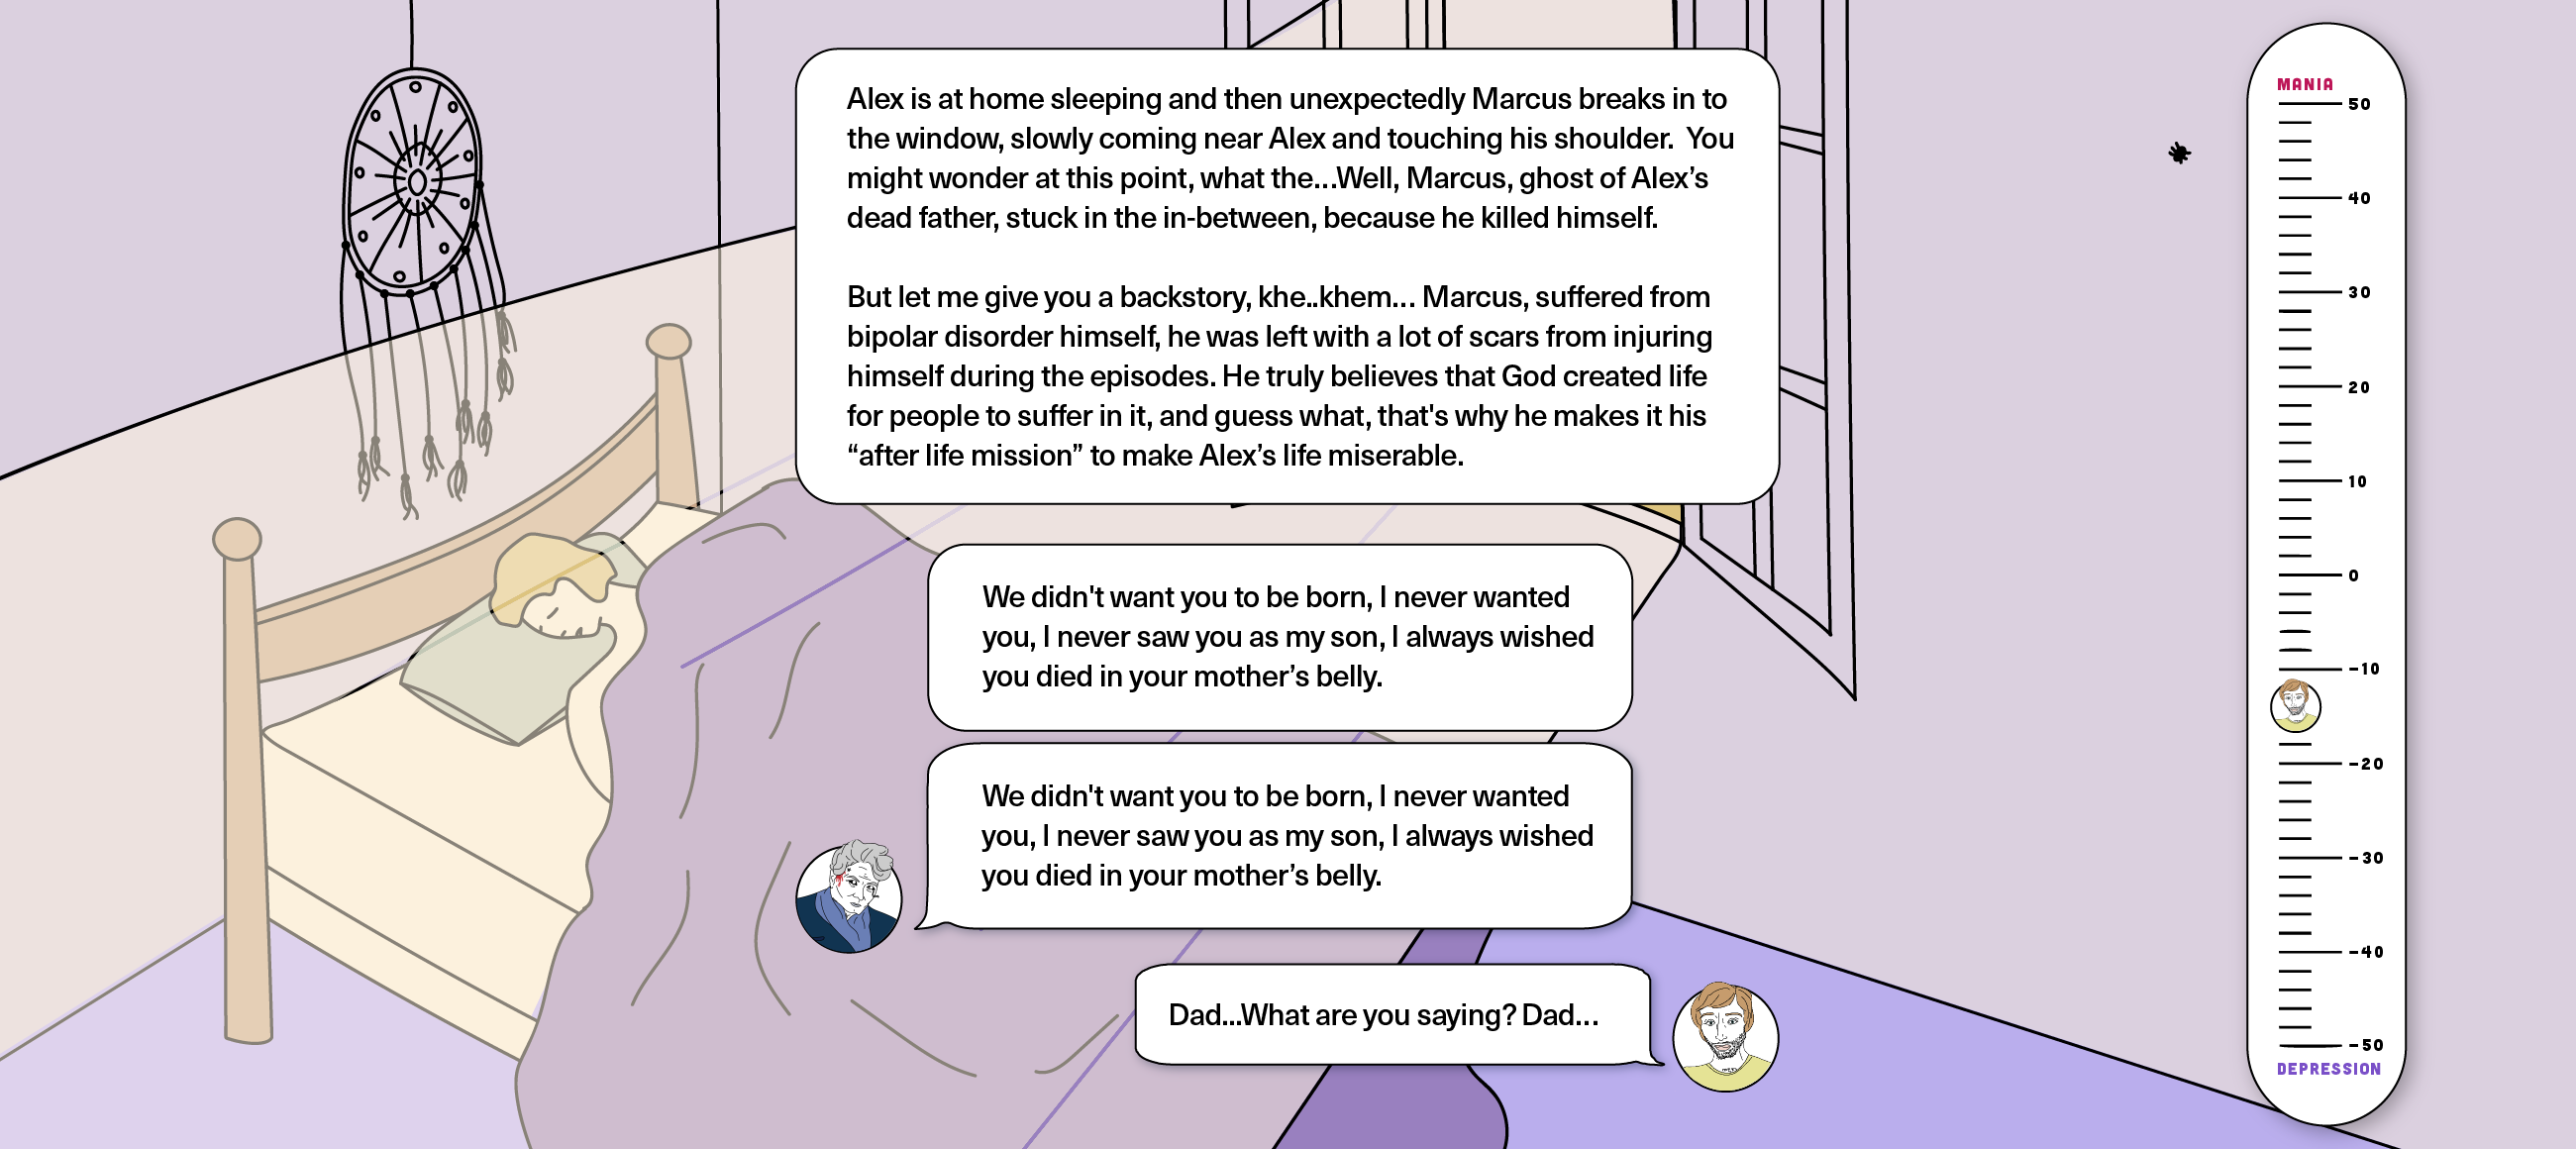 Alex is at home sleeping and then unexpectedly Marcus breaks in to
the window, slowly coming near Alex and touching his shoulder.  You
might wonder at this point, what the...Well, Marcus, ghost of Alex’s
dead father, stuck in the in-between, because he killed himself.
But let me give you a backstory, khe..khem... Marcus, suffered from
bipolar disorder himself, he was left with a lot of scars from injuring
himself during the episodes. He truly believes that God created life
for people to suffer in it, and guess what, that's why he makes it his
“after life mission” to make Alex’s life miserable.
We didn't want you to be born, I never wanted
you, I never saw you as my son, I always wished
you died in your mother’s belly.
We didn't want you to be born, I never wanted
you, I never saw you as my son, I always wished
you died in your mother’s belly.
Dad...What are you saying? Dad...
MANIA
50
40
30
20
10
0
-10
-20
-30
-40
-50
DEPRESSION